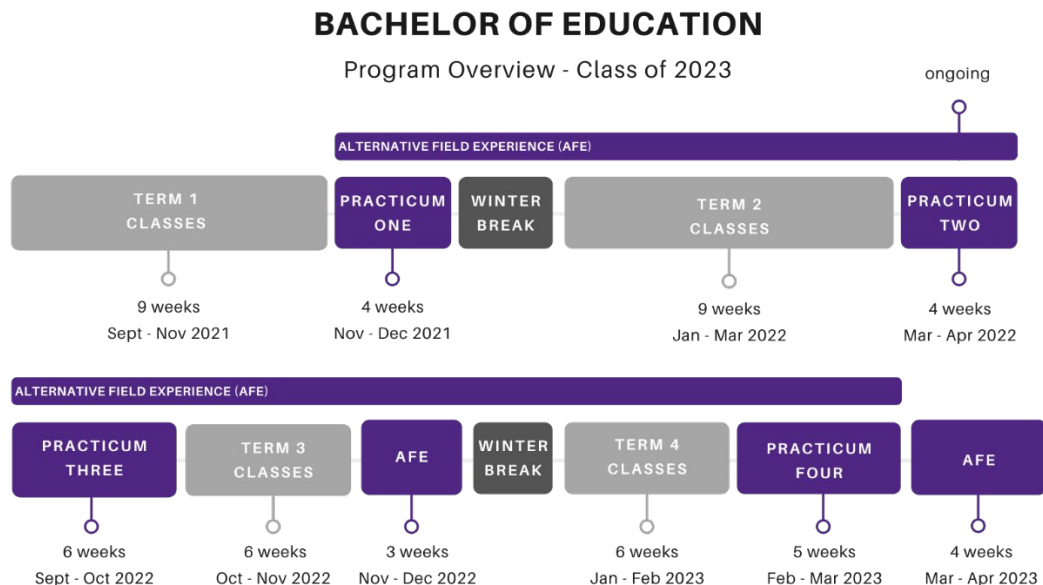 BACHELOR OF EDUCATION
Program Overview - Class of 2023
ongoing
ALTERNATIVE FIELD EXPERIENCE (AFE)
TERM 1
CLASSES
9 weeks
Sept - Nov 2021
PRACTICUM
ONE
4 weeks
Nov - Dec 2021
WINTER
BREAK
TERM 2
CLASSES
9 weeks
Jan - Mar 2022
PRACTICUM
TWO
4 weeks
Mar - Apr 2022
ALTERNATIVE FIELD EXPERIENCE (AFE)
PRACTICUM
THREE
6 weeks
Sept - Oct 2022
TERM 3
CLASSES
6 weeks
Oct - Nov 2022
AFE
3 weeks
Nov - Dec 2022
WINTER
BREAK
TERM 4
CLASSES
6 weeks
Jan - Feb 2023
PRACTICUM
FOUR
5 weeks
Feb - Mar 2023
AFE
4 weeks
Mar - Apr 2023